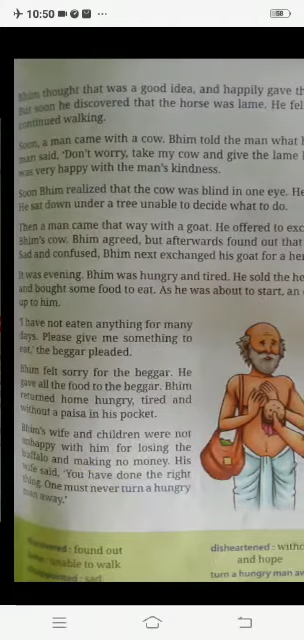 10:50
58
Bhim thought that was a good idea, and happily gave th
But soon he discovered that the horse was lame. He fel
continued walking.
Soon, a man came with a cow. Bhim told the man what
man said, 'Don't worry, take my cow and give the lame
was very happy with the man's kindness.
Soon Bhim realized that the cow was blind in one eye. He
He sat down under a tree unable to decide what to do.
Then a man came that way with a goat. He offered to exc
Bhim's cow. Bhim agreed, but afterwards found out that
Sad and confused, Bhim next exchanged his goat for a he
It was evening. Bhim was hungry and tired. He sold the he
and bought some food to eat. As he was about to start, an
up to him.
'I have not eaten anything for many
days. Please give me something to
eat,' the beggar pleaded.
Bhim felt sorry for the beggar. He
gave all the food to the beggar. Bhim
returned home hungry, tired and
without a paisa in his pocket.
Bhim's wife and children were not
unhappy with him for losing the
buffalo and making no money. His
wife said, 'You have done the right
thing. One must never turn a hungry
man away.'
: found out
unable to walk
: sad
disheartened : witho
and hope
turn a hungry man aw